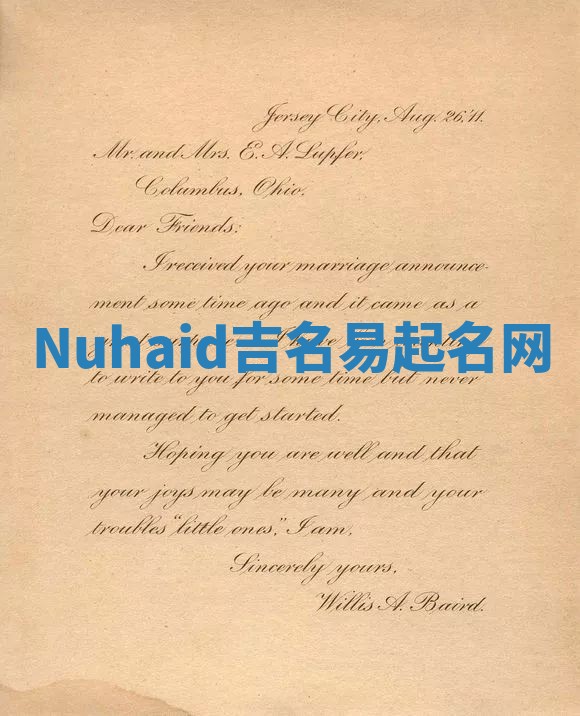 Jersey City, Aug. 26,'11.
Mr. and Mrs. E. A. Lupfer,
Columbus, Ohio.
Dear Friends:
I received your marriage announce-
ment some time ago and it came as a
Nuhaid吉名易起名网
to write to you for some time but never
managed to get started.
Hoping you are well and that
your joys may be many and your
troubles "little ones," I am,
Sincerely yours,
Willis A. Baird.